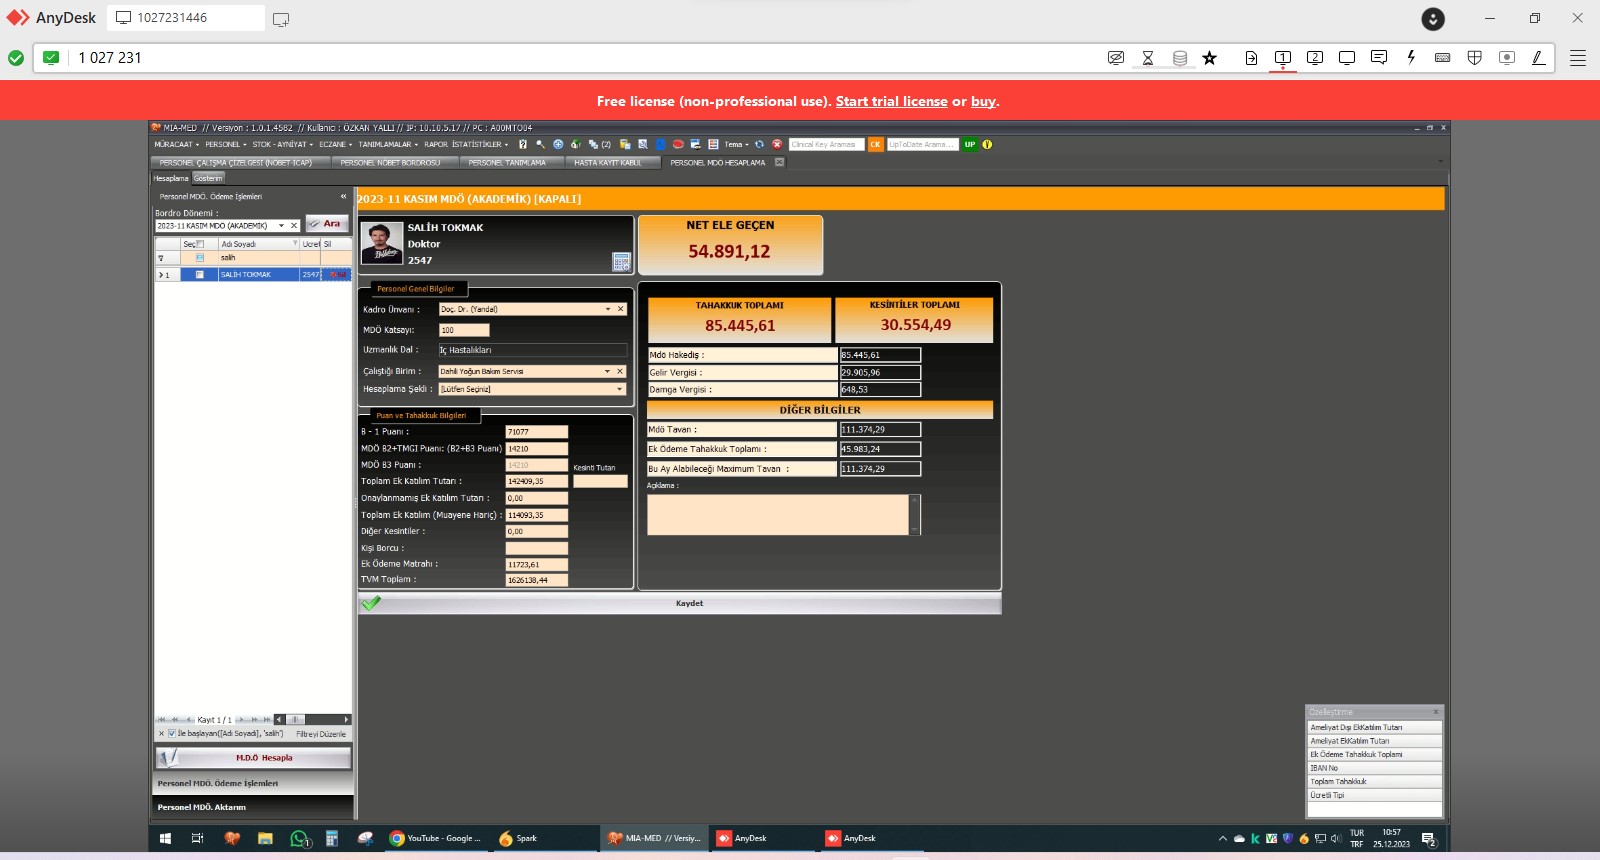 AnyDesk
1027231446
1 027 231
1
2
Free license (non-professional use). Start trial license or buy.
MIA-MED // Versiyon : 1.0.1.4582 // Kullanıcı : ÖZKAN YALLI // IP: 10.10.5.17 // PC : A00MTO04
MÜRACAAT PERSONEL STOK - AYNİYAT ECZANE TANIMLAMALAR RAPOR İSTATİSTİKLER (2) Tema Clinical Key Araması CK UpToDate Arama... UP
PERSONEL ÇALIŞMA ÇİZELGESİ (NÖBET-ICAP) PERSONEL NÖBET BORDROSU PERSONEL TANIMLAMA HASTA KAYIT KABUL PERSONEL MDÖ HESAPLAMA
Hesaplama Gösterim
Personel MDÖ. Ödeme İşlemleri «
Bordro Dönemi :
2023-11 KASIM MDÖ (AKADEMİK) Ara
Seç Adı Soyadı Ücret Sil
salih
1 SALİH TOKMAK 2547 Sil
Kayıt 1 / 1
İle başlayan([Adı Soyadı], 'salih') Filtreyi Düzenle
M.D.Ö Hesapla
Personel MDÖ. Ödeme İşlemleri
Personel MDÖ. Aktarım
2023-11 KASIM MDÖ (AKADEMİK) [KAPALI]
SALİH TOKMAK
Doktor
2547
NET ELE GEÇEN
54.891,12
Personel Genel Bilgiler
Kadro Ünvanı : Doç. Dr. (Yandal)
MDÖ Katsayı: 100
Uzmanlık Dal : İç Hastalıkları
Çalıştığı Birim : Dahili Yoğun Bakım Servisi
Hesaplama Şekli : [Lütfen Seçiniz]
Puan ve Tahakkuk Bilgileri
B - 1 Puanı : 71077
MDÖ B2+TMGI Puanı: (B2+B3 Puanı) 14210
MDÖ B3 Puanı : 14210 Kesinti Tutarı
Toplam Ek Katılım Tutarı : 142409,35
Onaylanmamış Ek Katılım Tutarı : 0,00
Toplam Ek Katılım (Muayene Hariç) : 114093,35
Diğer Kesintiler : 0,00
Kişi Borcu :
Ek Ödeme Matrahı : 11723,61
TVM Toplam : 1626138,44
TAHAKKUK TOPLAMI
85.445,61
KESİNTİLER TOPLAMI
30.554,49
Mdö Hakediş : 85.445,61
Gelir Vergisi : 29.905,96
Damga Vergisi : 648,53
DİĞER BİLGİLER
Mdö Tavan : 111.374,29
Ek Ödeme Tahakkuk Toplamı : 45.983,24
Bu Ay Alabileceği Maximum Tavan : 111.374,29
Açıklama :
Kaydet
Özelleştirme
Ameliyat Dışı EkKatılım Tutarı
Ameliyat EkKatılım Tutarı
Ek Ödeme Tahakkuk Toplamı
IBAN No
Toplam Tahakkuk
Ücretli Tipi
YouTube - Google ... Spark MIA-MED // Versiy... AnyDesk AnyDesk
TUR
TRF
10:57
25.12.2023
2